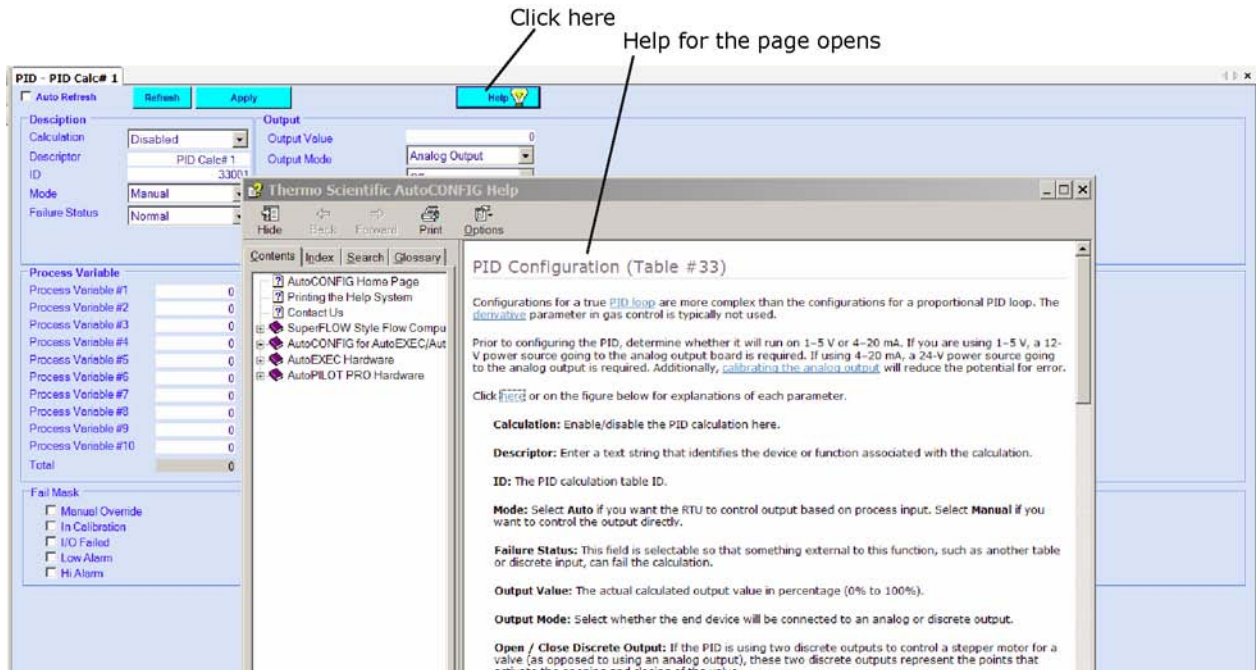 Click here
Help for the page opens
PID - PID Calc# 1
Auto Refresh
Refresh
Apply
Help
Desciption
Calculation
Disabled
Descriptor
PID Calc# 1
ID
33001
Mode
Manual
Failure Status
Normal
Output
Output Value
0
Output Mode
Analog Output
Process Variable
Process Variable #1
0
Process Variable #2
0
Process Variable #3
0
Process Variable #4
0
Process Variable #5
0
Process Variable #6
0
Process Variable #7
0
Process Variable #8
0
Process Variable #9
0
Process Variable #10
0
Total
0
Fail Mask
Manual Override
In Calibration
I/O Failed
Low Alarm
Hi Alarm
Thermo Scientific AutoCONFIG Help
Hide
Back
Forward
Print
Options
Contents
Index
Search
Glossary
AutoCONFIG Home Page
Printing the Help System
Contact Us
SuperFLOW Style Flow Compu
AutoCONFIG for AutoEXEC/Aut
AutoEXEC Hardware
AutoPILOT PRO Hardware
PID Configuration (Table #33)
Configurations for a true PID loop are more complex than the configurations for a proportional PID loop. The
derivative parameter in gas control is typically not used.
Prior to configuring the PID, determine whether it will run on 1–5 V or 4–20 mA. If you are using 1–5 V, a 12-
V power source going to the analog output board is required. If using 4–20 mA, a 24-V power source going
to the analog output is required. Additionally, calibrating the analog output will reduce the potential for error.
Click here or on the figure below for explanations of each parameter.
Calculation: Enable/disable the PID calculation here.
Descriptor: Enter a text string that identifies the device or function associated with the calculation.
ID: The PID calculation table ID.
Mode: Select Auto if you want the RTU to control output based on process input. Select Manual if you
want to control the output directly.
Failure Status: This field is selectable so that something external to this function, such as another table
or discrete input, can fail the calculation.
Output Value: The actual calculated output value in percentage (0% to 100%).
Output Mode: Select whether the end device will be connected to an analog or discrete output.
Open / Close Discrete Output: If the PID is using two discrete outputs to control a stepper motor for a
valve (as opposed to using an analog output), these two discrete outputs represent the points that